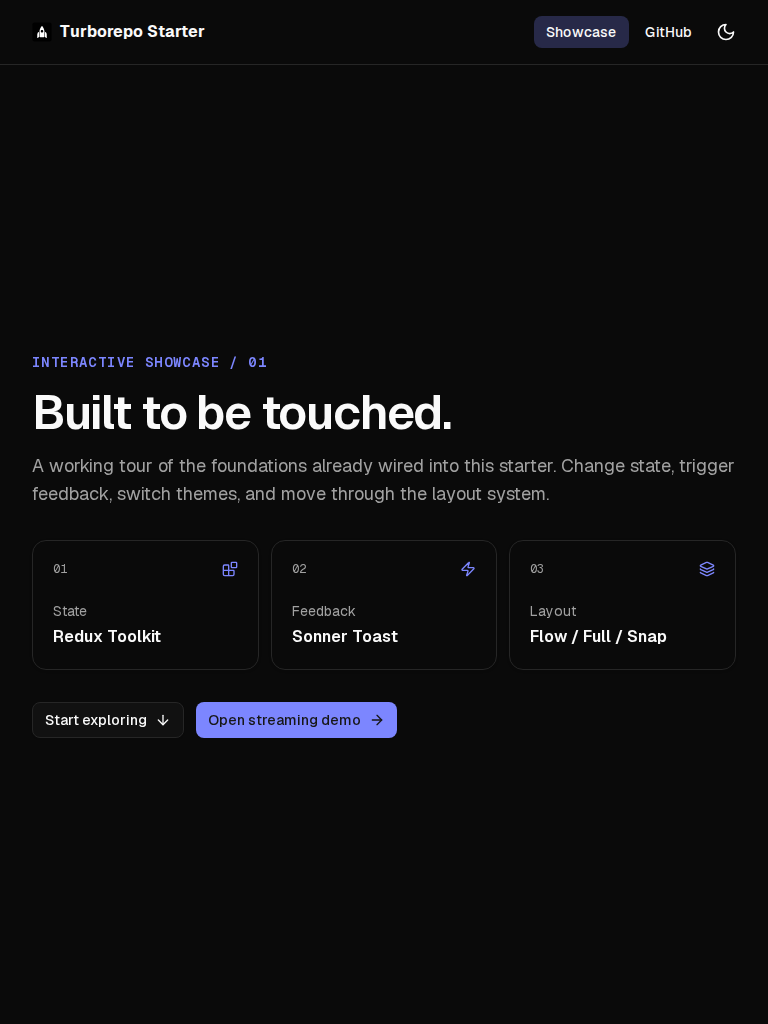 Turborepo Starter
Showcase
GitHub
INTERACTIVE SHOWCASE / 01
Built to be touched.
A working tour of the foundations already wired into this starter. Change state, trigger
feedback, switch themes, and move through the layout system.
01
State
Redux Toolkit
02
Feedback
Sonner Toast
03
Layout
Flow / Full / Snap
Start exploring
Open streaming demo